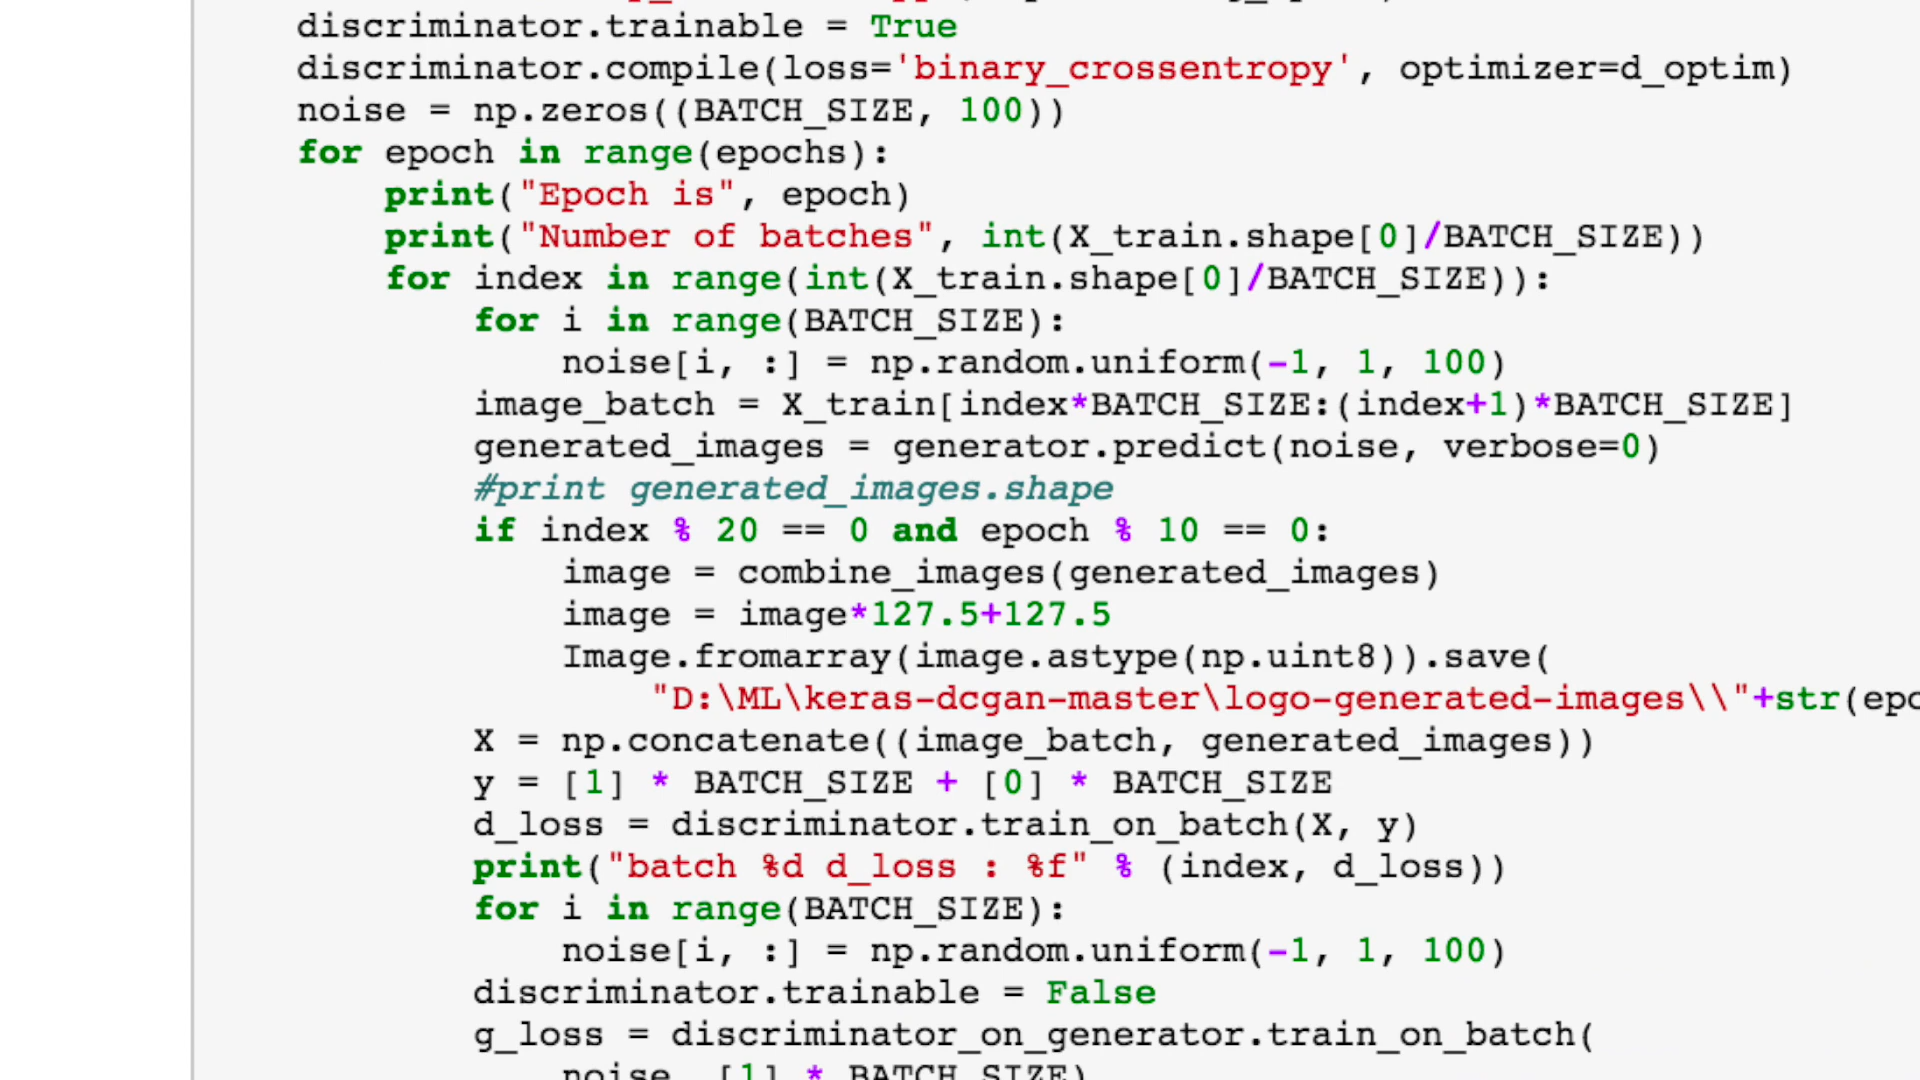 discriminator.trainable = True
discriminator.compile(loss='binary_crossentropy', optimizer=d_optim)
noise = np.zeros((BATCH_SIZE, 100))
for epoch in range(epochs):
    print("Epoch is", epoch)
    print("Number of batches", int(X_train.shape[0]/BATCH_SIZE))
    for index in range(int(X_train.shape[0]/BATCH_SIZE)):
        for i in range(BATCH_SIZE):
            noise[i, :] = np.random.uniform(-1, 1, 100)
        image_batch = X_train[index*BATCH_SIZE:(index+1)*BATCH_SIZE]
        generated_images = generator.predict(noise, verbose=0)
        #print generated_images.shape
        if index % 20 == 0 and epoch % 10 == 0:
            image = combine_images(generated_images)
            image = image*127.5+127.5
            Image.fromarray(image.astype(np.uint8)).save(
                "D:\ML\keras-dcgan-master\logo-generated-images\\"+str(epo
        X = np.concatenate((image_batch, generated_images))
        y = [1] * BATCH_SIZE + [0] * BATCH_SIZE
        d_loss = discriminator.train_on_batch(X, y)
        print("batch %d d_loss : %f" % (index, d_loss))
        for i in range(BATCH_SIZE):
            noise[i, :] = np.random.uniform(-1, 1, 100)
        discriminator.trainable = False
        g_loss = discriminator_on_generator.train_on_batch(
            noise, [1] * BATCH_SIZE)